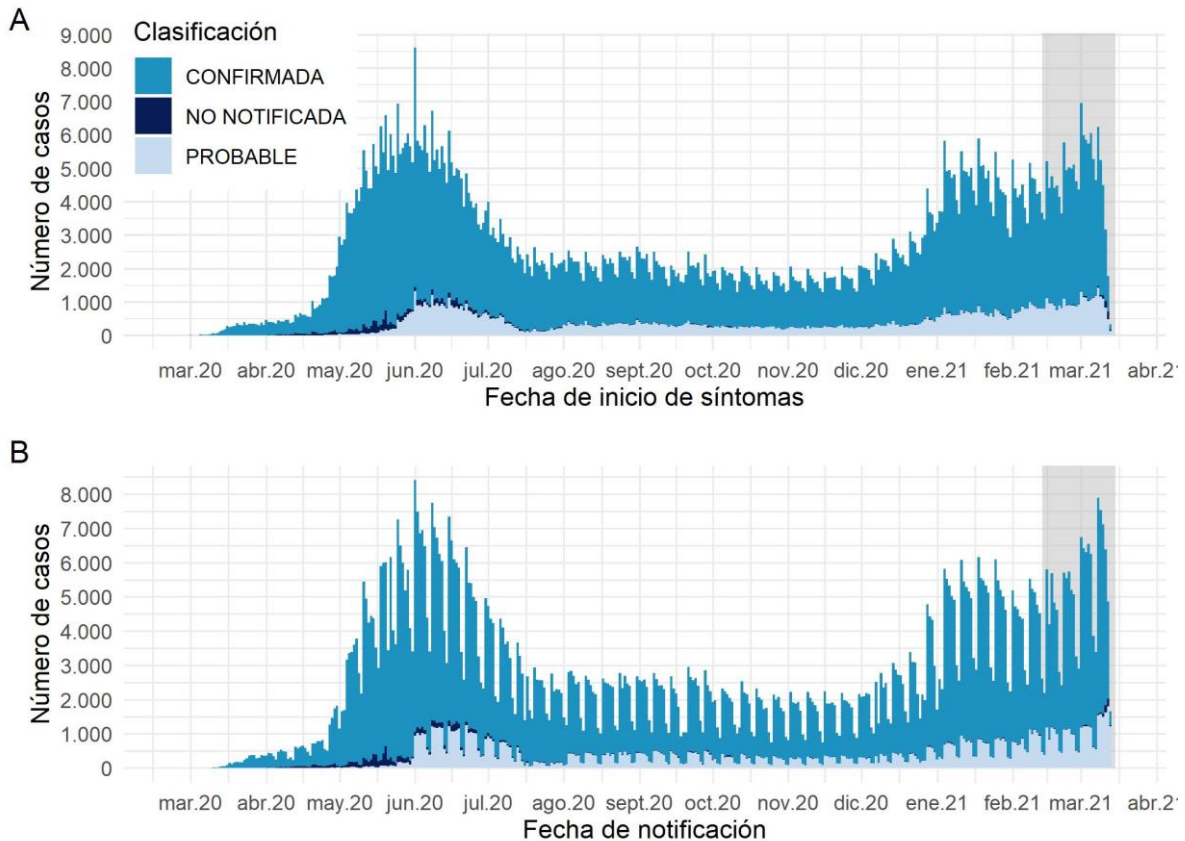 A
Clasificación
CONFIRMADA
NO NOTIFICADA
PROBABLE
Número de casos
9.000
8.000
7.000
6.000
5.000
4.000
3.000
2.000
1.000
0
mar.20 abr.20 may.20 jun.20 jul.20 ago.20 sept.20 oct.20 nov.20 dic.20 ene.21 feb.21 mar.21 abr.21
Fecha de inicio de síntomas
B
Número de casos
8.000
7.000
6.000
5.000
4.000
3.000
2.000
1.000
0
mar.20 abr.20 may.20 jun.20 jul.20 ago.20 sept.20 oct.20 nov.20 dic.20 ene.21 feb.21 mar.21 abr.21
Fecha de notificación